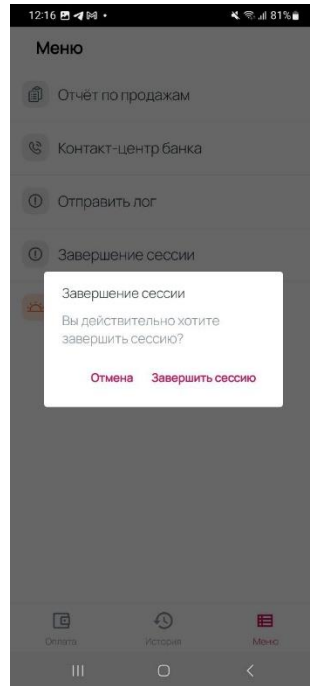 12:16 81%
Меню
Отчёт по продажам
Контакт-центр банка
Отправить лог
Завершение сессии
Завершение сессии
Вы действительно хотите
завершить сессию?
Отмена Завершить сессию
Оплата История Меню